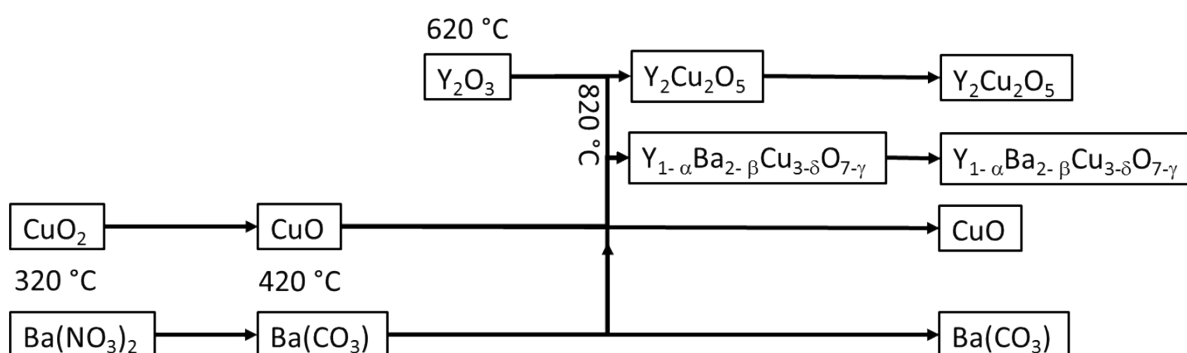 620 °C
Y₂O₃
Y₂Cu₂O₅
Y₂Cu₂O₅
820 °C
Y₁₋ αBa₂₋ βCu₃₋δO₇₋γ
Y₁₋ αBa₂₋ βCu₃₋δO₇₋γ
CuO₂
CuO
CuO
320 °C
420 °C
Ba(NO₃)₂
Ba(CO₃)
Ba(CO₃)